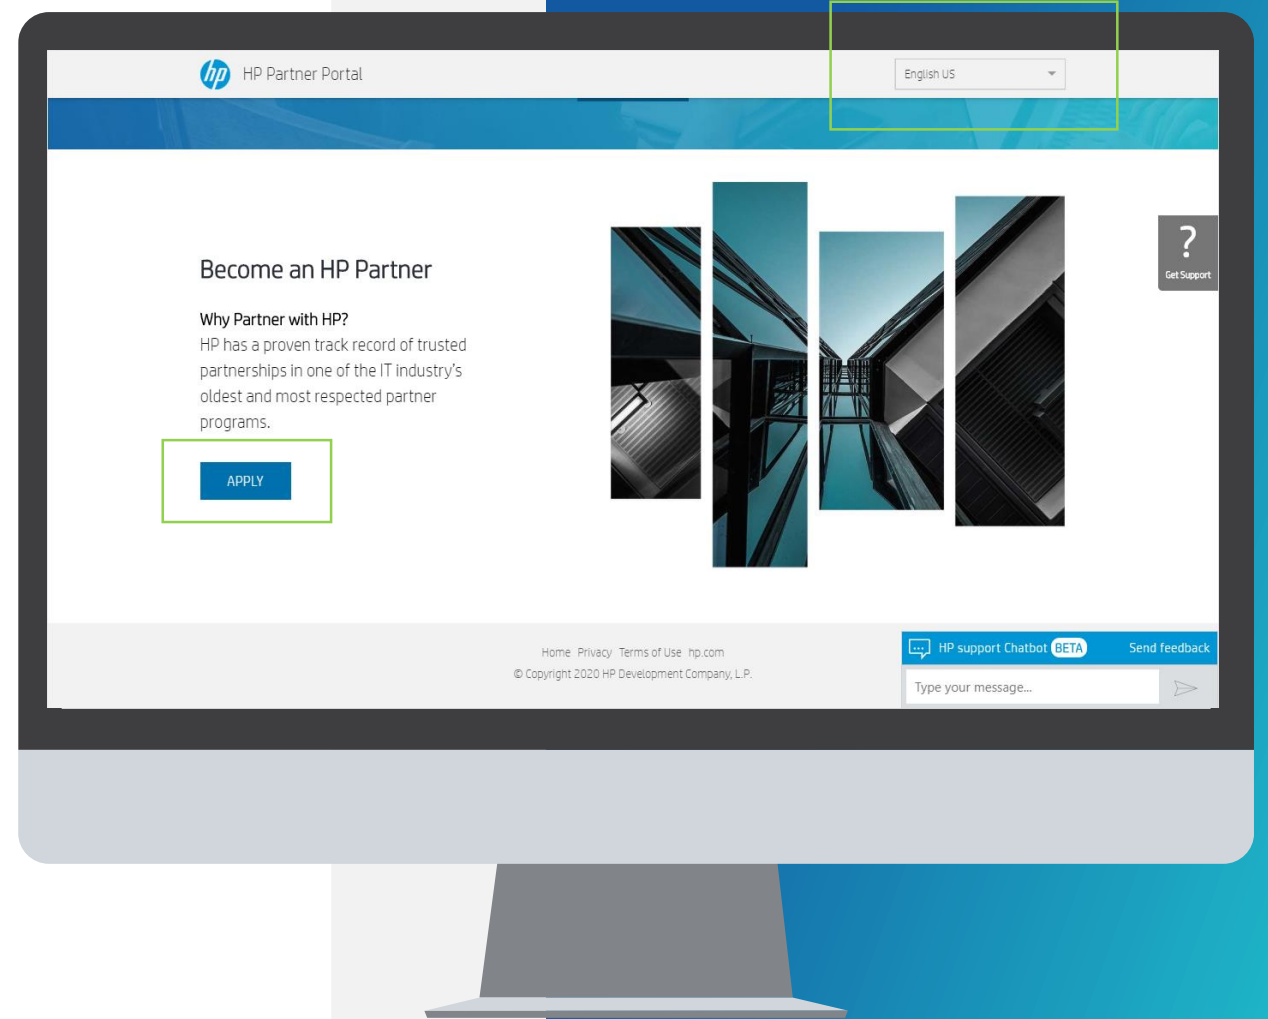 hp HP Partner Portal
English US
?
Get Support
Become an HP Partner
Why Partner with HP?
HP has a proven track record of trusted
partnerships in one of the IT industry's
oldest and most respected partner
programs.
APPLY
Home Privacy Terms of Use hp.com
© Copyright 2020 HP Development Company, L.P.
HP support Chatbot BETA Send feedback
Type your message...